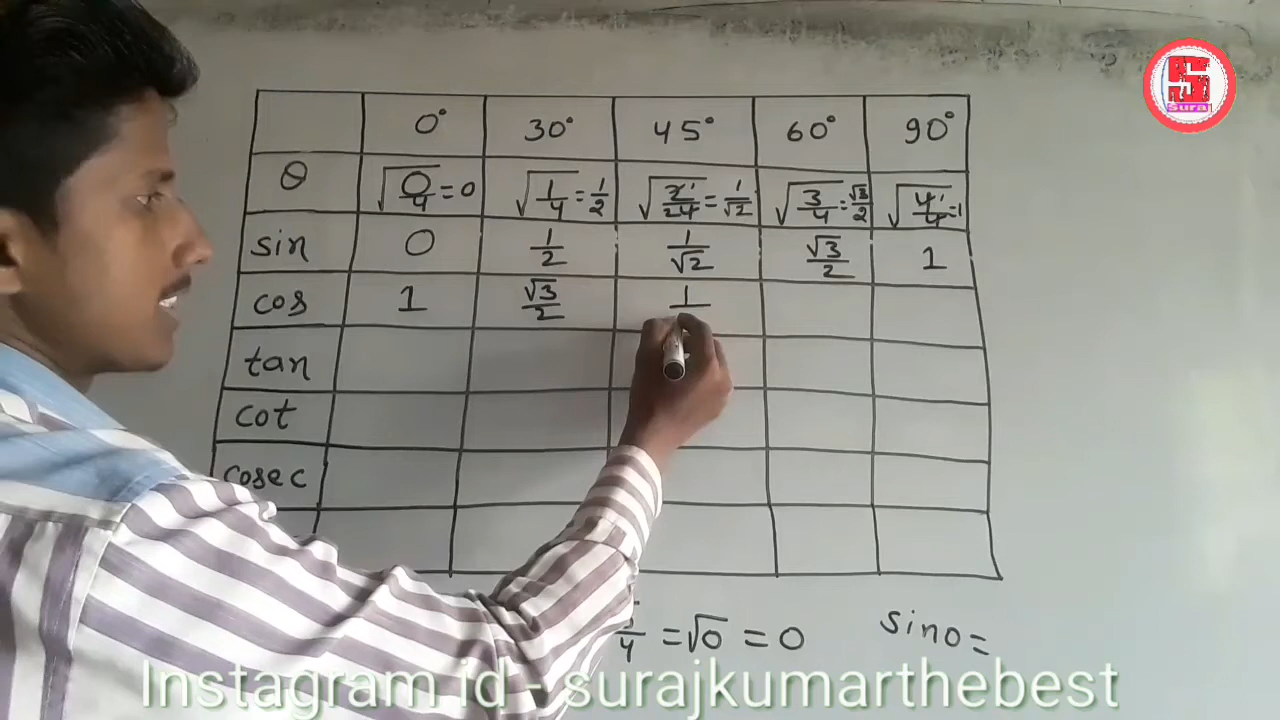 S
Suraj
0° 30° 45° 60° 90°
θ √0/4=0 √1/4=1/2 √2/4=1/√2 √3/4=√3/2 √4/4=1
sin 0 1/2 1/√2 √3/2 1
cos 1 √3/2 1
tan
cot
cosec
4 =√0 = 0 sin0=
Instagram id - surajkumarthebest